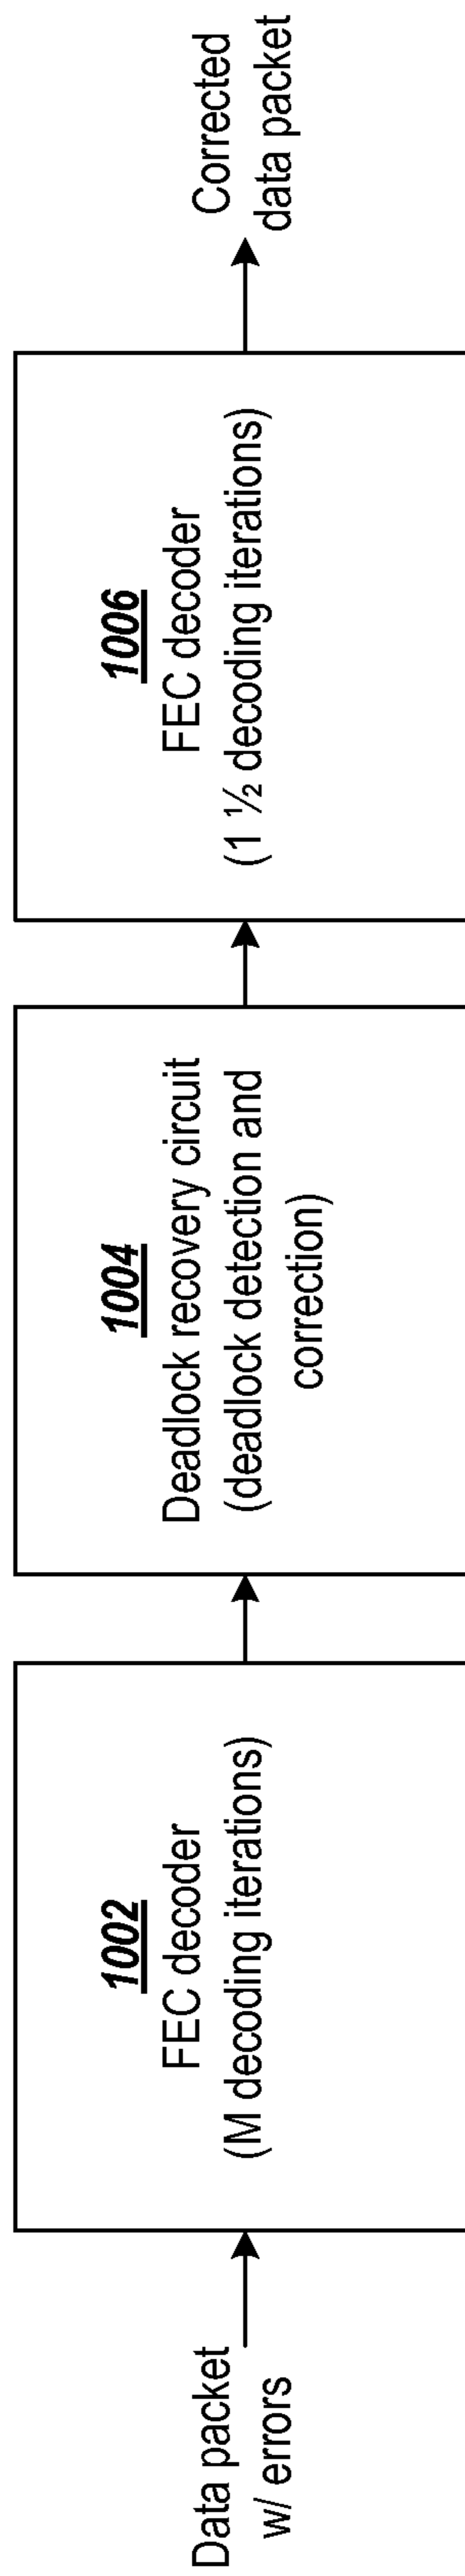 Data packet
w/ errors
1002
FEC decoder
(M decoding iterations)
1004
Deadlock recovery circuit
(deadlock detection and
correction)
1006
FEC decoder
(1 ½ decoding iterations)
Corrected
data packet